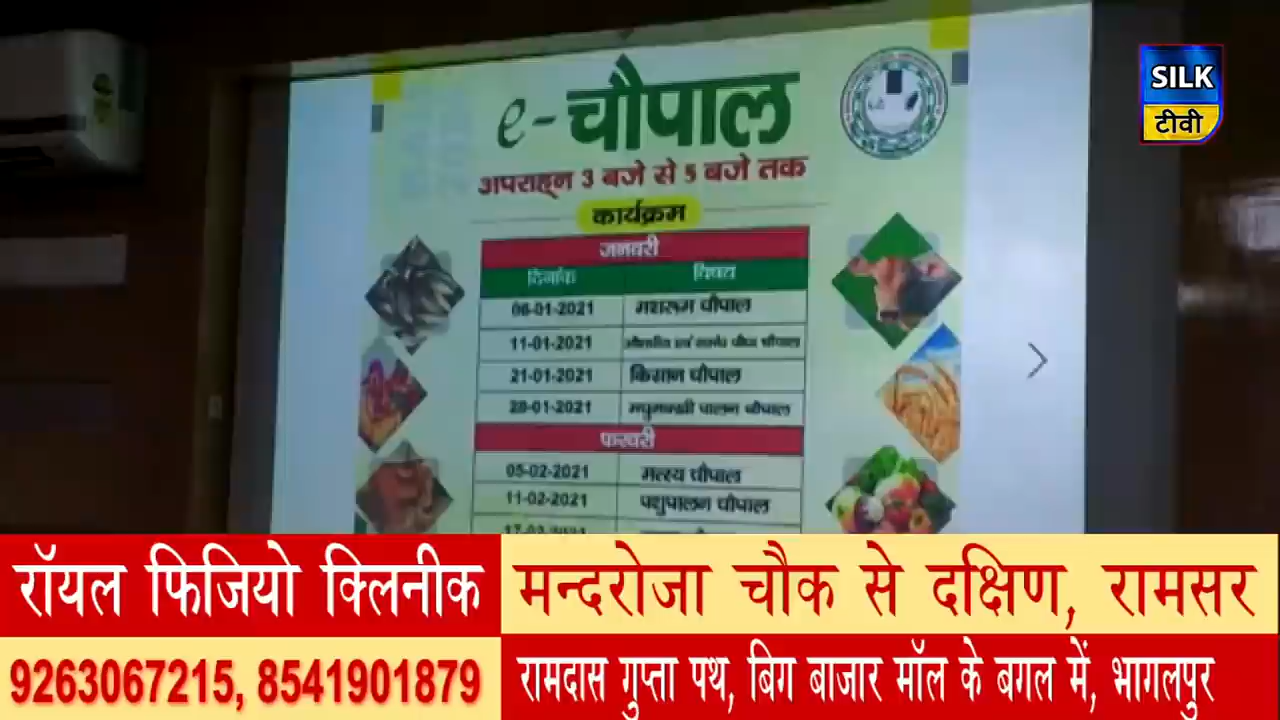 SILK
टीवी
e-चौपाल
अपराह्न 3 बजे से 5 बजे तक
कार्यक्रम
जनवरी
दिनांक विषय
06-01-2021 मशरूम चौपाल
11-01-2021 चौपाल
21-01-2021 किसान चौपाल
28-01-2021 मधुमक्खी पालन चौपाल
फरवरी
05-02-2021 मत्स्य चौपाल
11-02-2021 पशुपालन चौपाल
रॉयल फिजियो क्लिनीक
मन्दरोजा चौक से दक्षिण, रामसर
9263067215, 8541901879
रामदास गुप्ता पथ, बिग बाजार मॉल के बगल में, भागलपुर